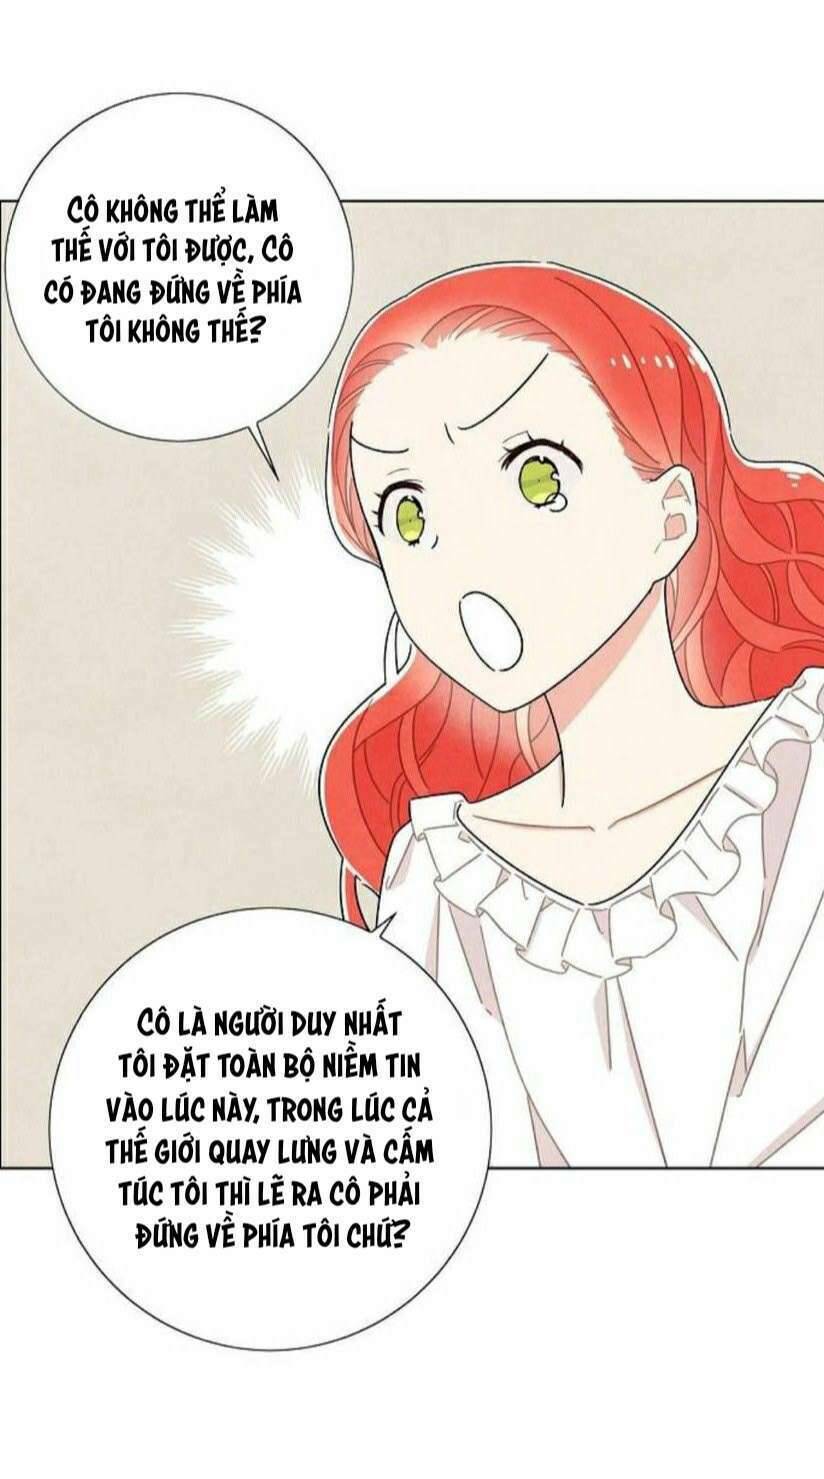 CÔ KHÔNG THỂ LÀM
THẾ VỚI TÔI ĐƯỢC, CÔ
CÓ ĐANG ĐỨNG VỀ PHÍA
TÔI KHÔNG THẾ?
CÔ LÀ NGƯỜI DUY NHẤT
TÔI ĐẶT TOÀN BỘ NIỀM TIN
VÀO LÚC NÀY, TRONG LÚC CẢ
THẾ GIỚI QUAY LƯNG VÀ CẤM
TÚC TÔI THÌ LẼ RA CÔ PHẢI
ĐỨNG VỀ PHÍA TÔI CHỨ?